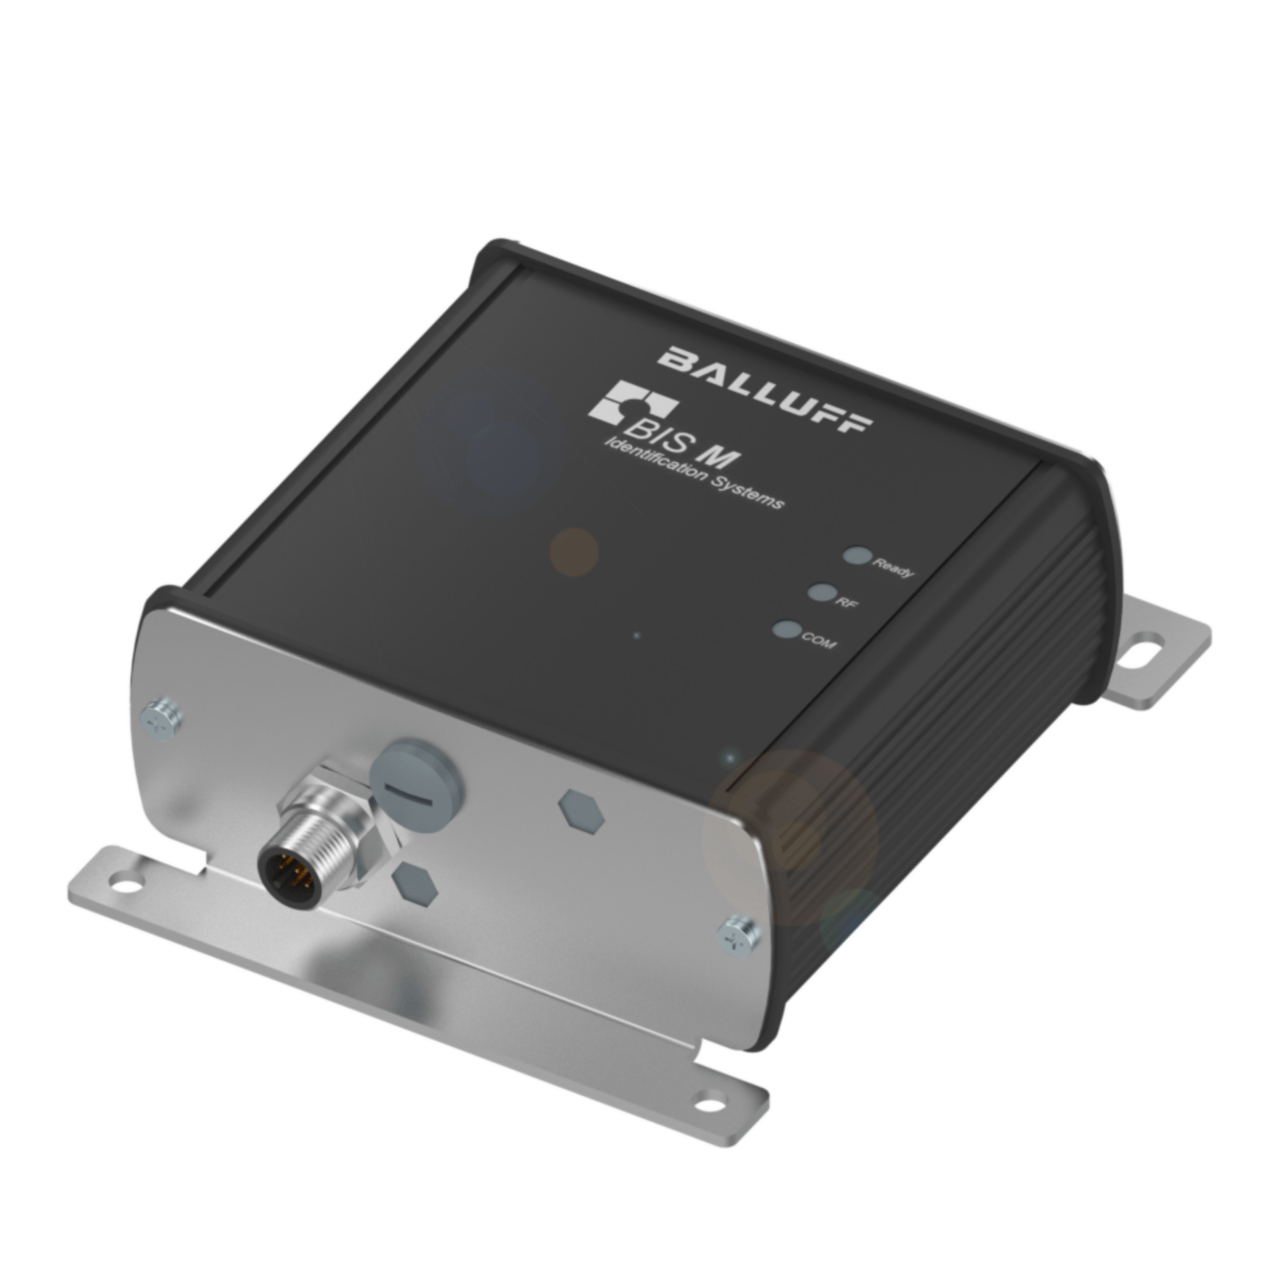 BALLUFF
BIS M
Identification Systems
Ready
RF
COM